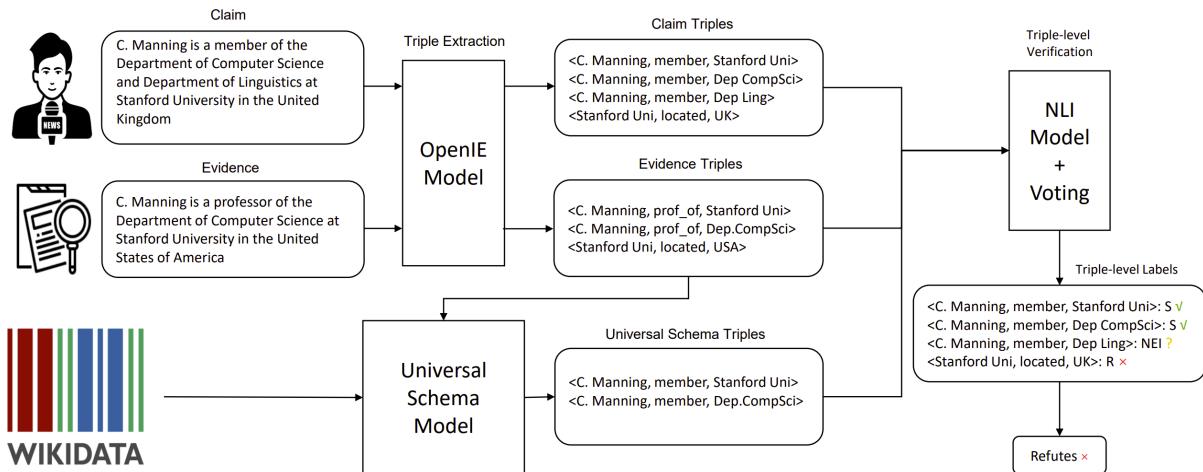 Claim
C. Manning is a member of the
Department of Computer Science
and Department of Linguistics at
Stanford University in the United
Kingdom
NEWS
Evidence
C. Manning is a professor of the
Department of Computer Science at
Stanford University in the United
States of America
WIKIDATA
Triple Extraction
OpenIE
Model
Universal
Schema
Model
Claim Triples
<C. Manning, member, Stanford Uni>
<C. Manning, member, Dep CompSci>
<C. Manning, member, Dep Ling>
<Stanford Uni, located, UK>
Evidence Triples
<C. Manning, prof_of, Stanford Uni>
<C. Manning, prof_of, Dep.CompSci>
<Stanford Uni, located, USA>
Universal Schema Triples
<C. Manning, member, Stanford Uni>
<C. Manning, member, Dep.CompSci>
Triple-level
Verification
NLI
Model
+
Voting
Triple-level Labels
<C. Manning, member, Stanford Uni>: S √
<C. Manning, member, Dep CompSci>: S √
<C. Manning, member, Dep Ling>: NEI ?
<Stanford Uni, located, UK>: R ×
Refutes ×